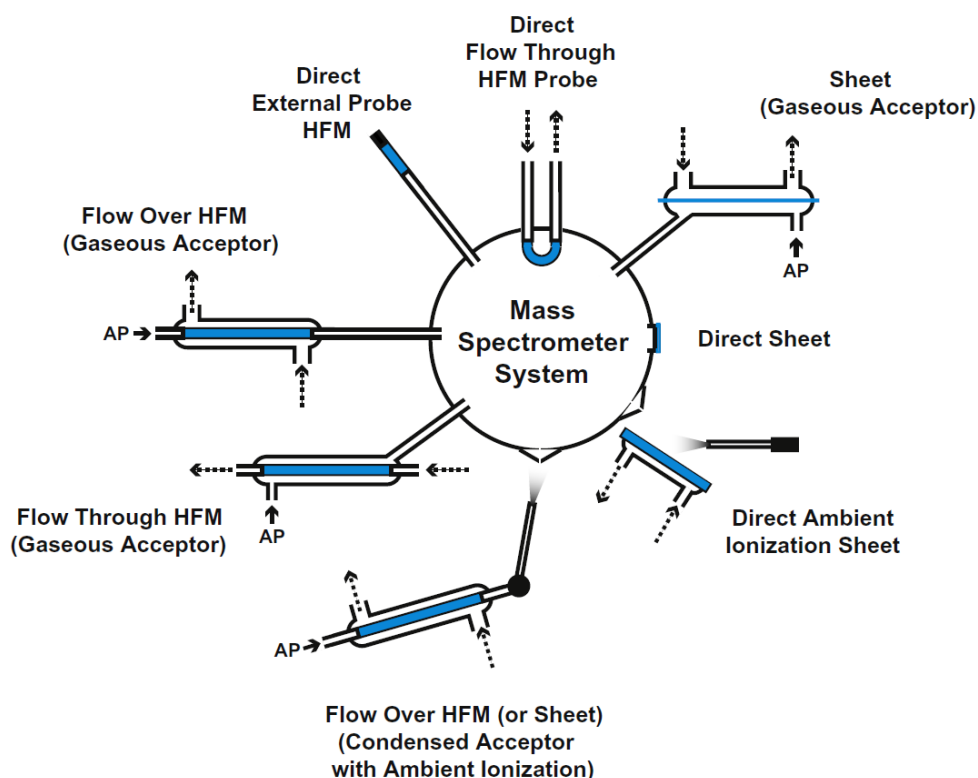 Direct
Flow Through
HFM Probe
Direct
External Probe
HFM
Sheet
(Gaseous Acceptor)
Flow Over HFM
(Gaseous Acceptor)
AP
AP
Mass
Spectrometer
System
Direct Sheet
Flow Through HFM
(Gaseous Acceptor)
AP
Direct Ambient
Ionization Sheet
AP
Flow Over HFM (or Sheet)
(Condensed Acceptor
with Ambient Ionization)